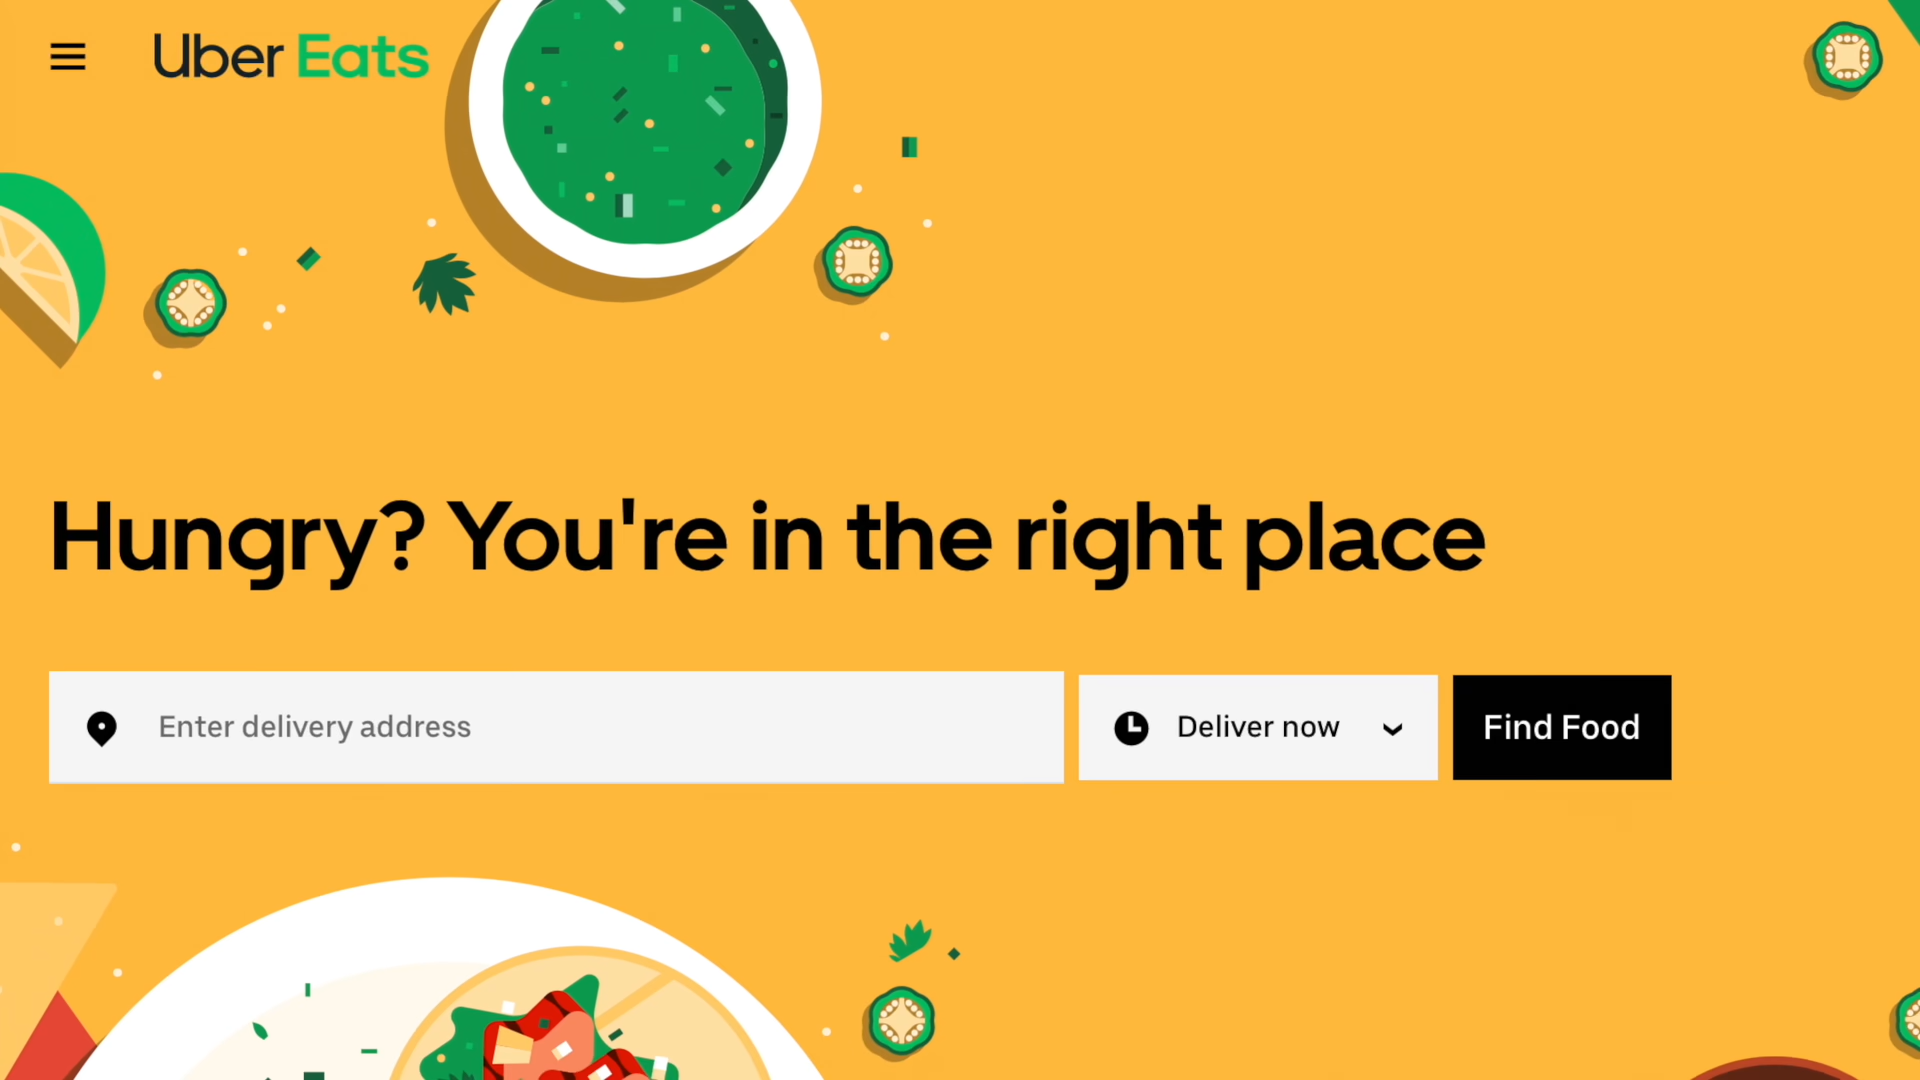 Uber Eats
Hungry? You're in the right place
Enter delivery address
Deliver now
Find Food